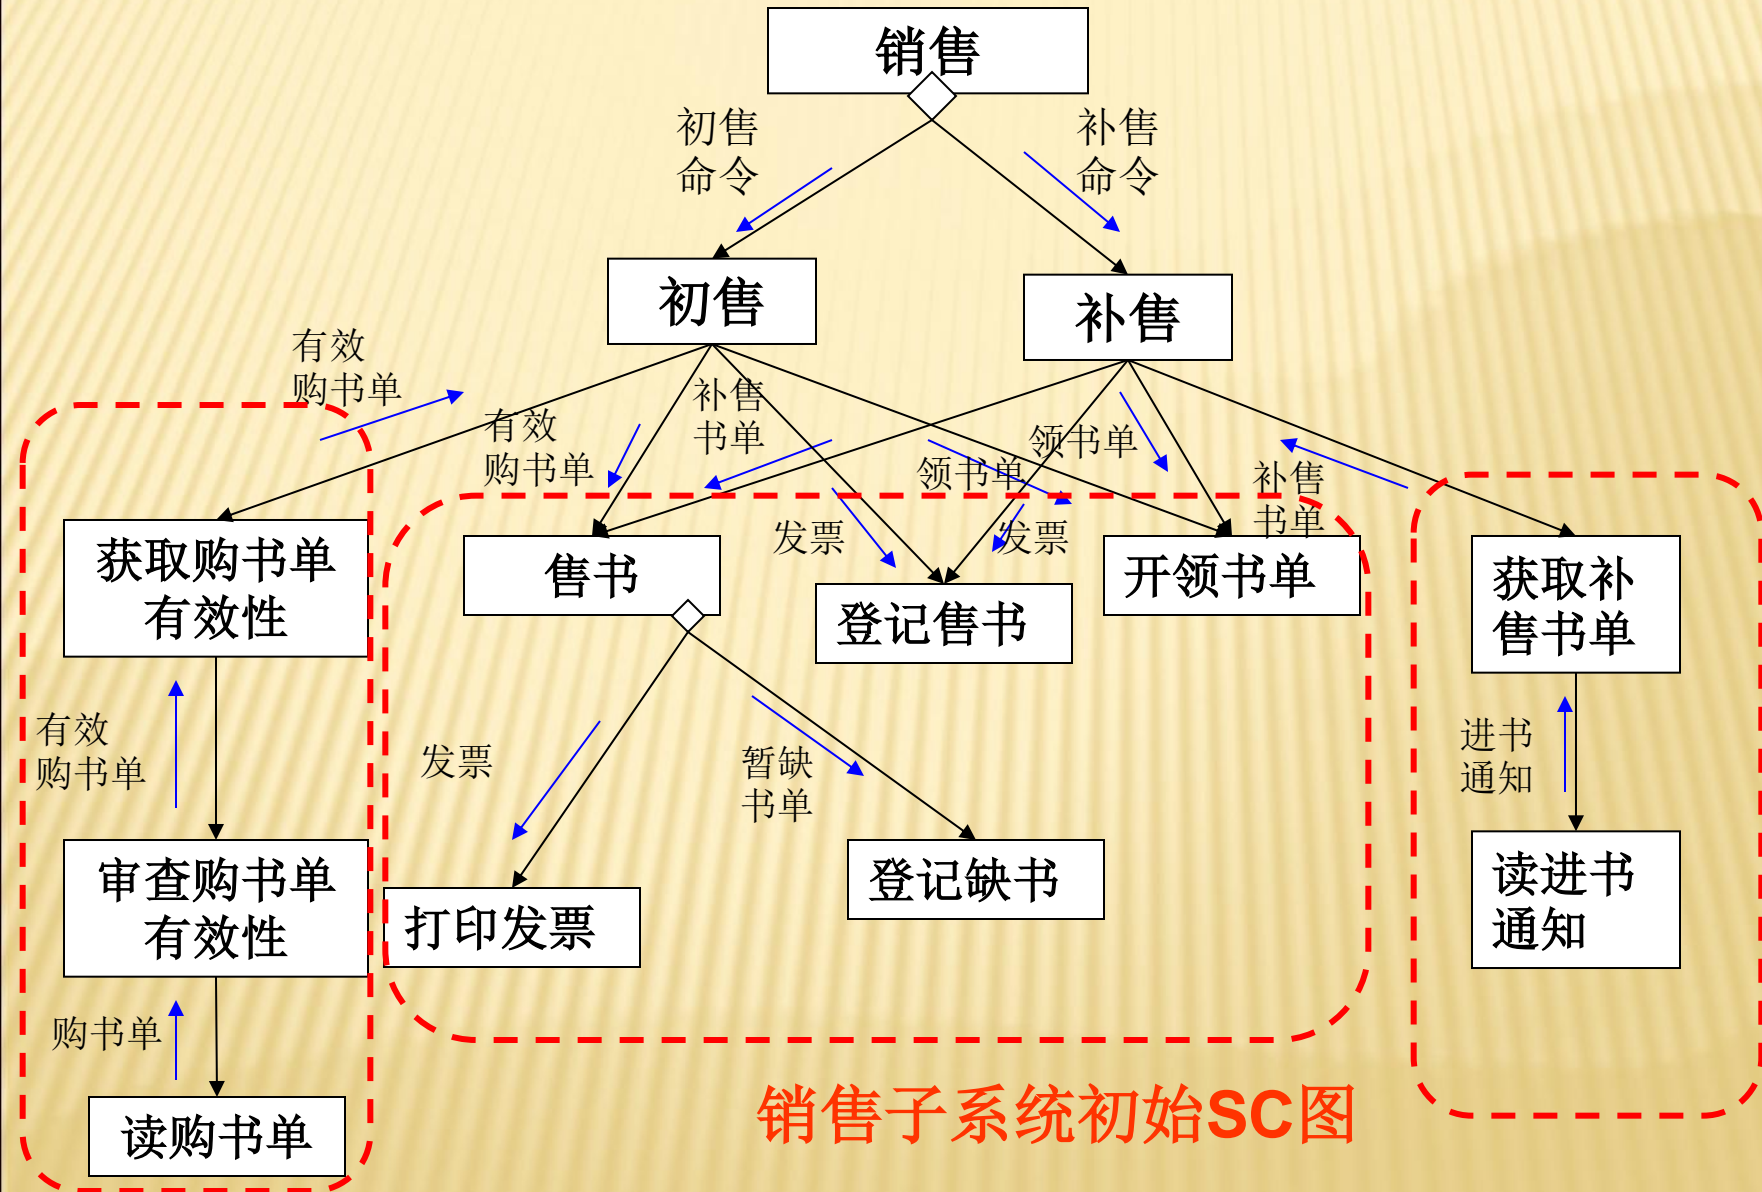 销售
初售
命令
补售
命令
初售
补售
有效
购书单
补售
书单
有效
购书单
领书单
领书单
补售
书单
发票
发票
获取购书单
有效性
售书
登记售书
开领书单
获取补
售书单
有效
购书单
发票
暂缺
书单
进书
通知
审查购书单
有效性
打印发票
登记缺书
读进书
通知
购书单
读购书单
销售子系统初始SC图